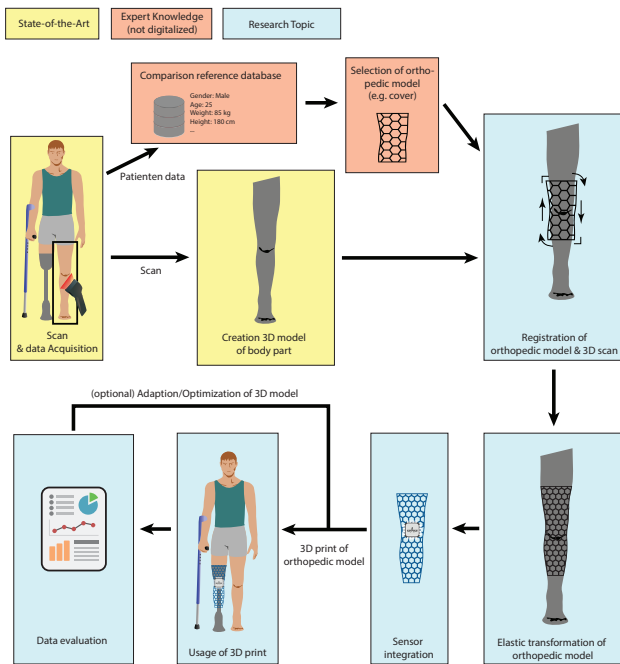 State-of-the-Art
Expert Knowledge
(not digitalized)
Research Topic
Comparison reference database
Gender: Male
Age: 25
Weight: 85 kg
Height: 180 cm
...
Selection of ortho-
pedic model
(e.g. cover)
Patienten data
Scan
Scan
& data Acquisition
Creation 3D model
of body part
Registration of
orthopedic model & 3D scan
(optional) Adaption/Optimization of 3D model
3D print of
orthopedic model
Data evaluation
Usage of 3D print
Sensor
integration
Elastic transformation of
orthopedic model